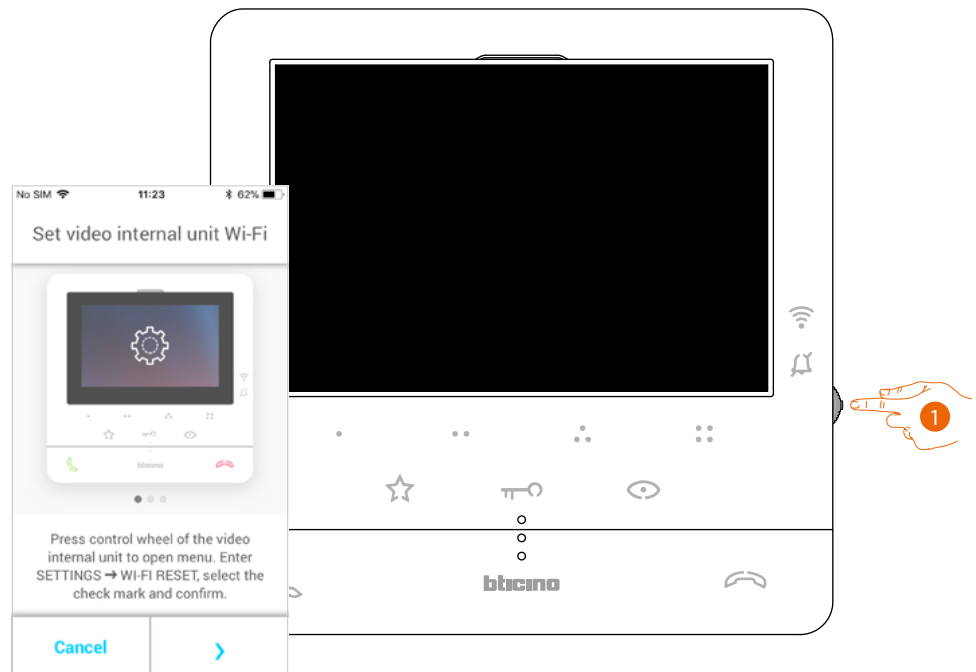 No SIM 11:23 62%
Set video internal unit Wi-Fi
bticino
Press control wheel of the video
internal unit to open menu. Enter
SETTINGS → WI-FI RESET, select the
check mark and confirm.
Cancel
1
bticino